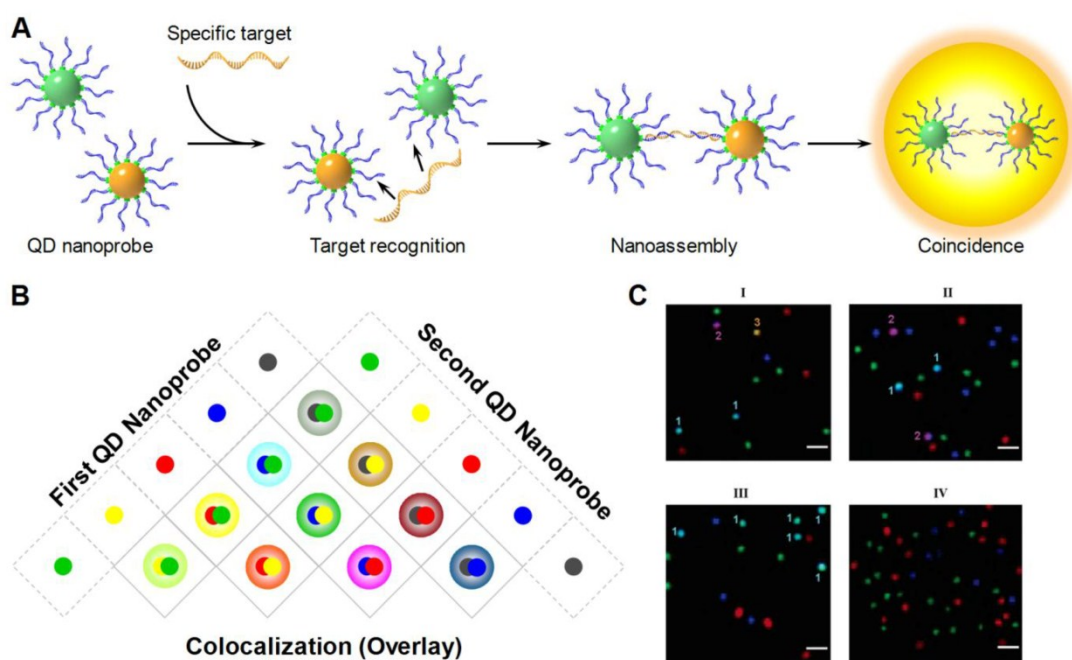 A
Specific target
QD nanoprobe
Target recognition
Nanoassembly
Coincidence
B
First QD Nanoprobe
Second QD Nanoprobe
Colocalization (Overlay)
C
I
2
3
1
1
II
2
1
1
2
III
1
1
1
1
1
1
IV